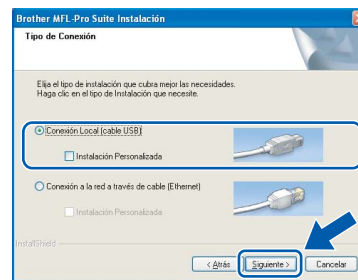 Brother MFL-Pro Suite Instalación
Tipo de Conexión
Elija el tipo de instalación que cubra mejor las necesidades.
Haga clic en el tipo de Instalación que necesite.
Conexión Local (cable USB)
Instalación Personalizada
Conexión a la red a través de cable (Ethernet)
Instalación Personalizada
InstallShield
< Atrás
Siguiente >
Cancelar